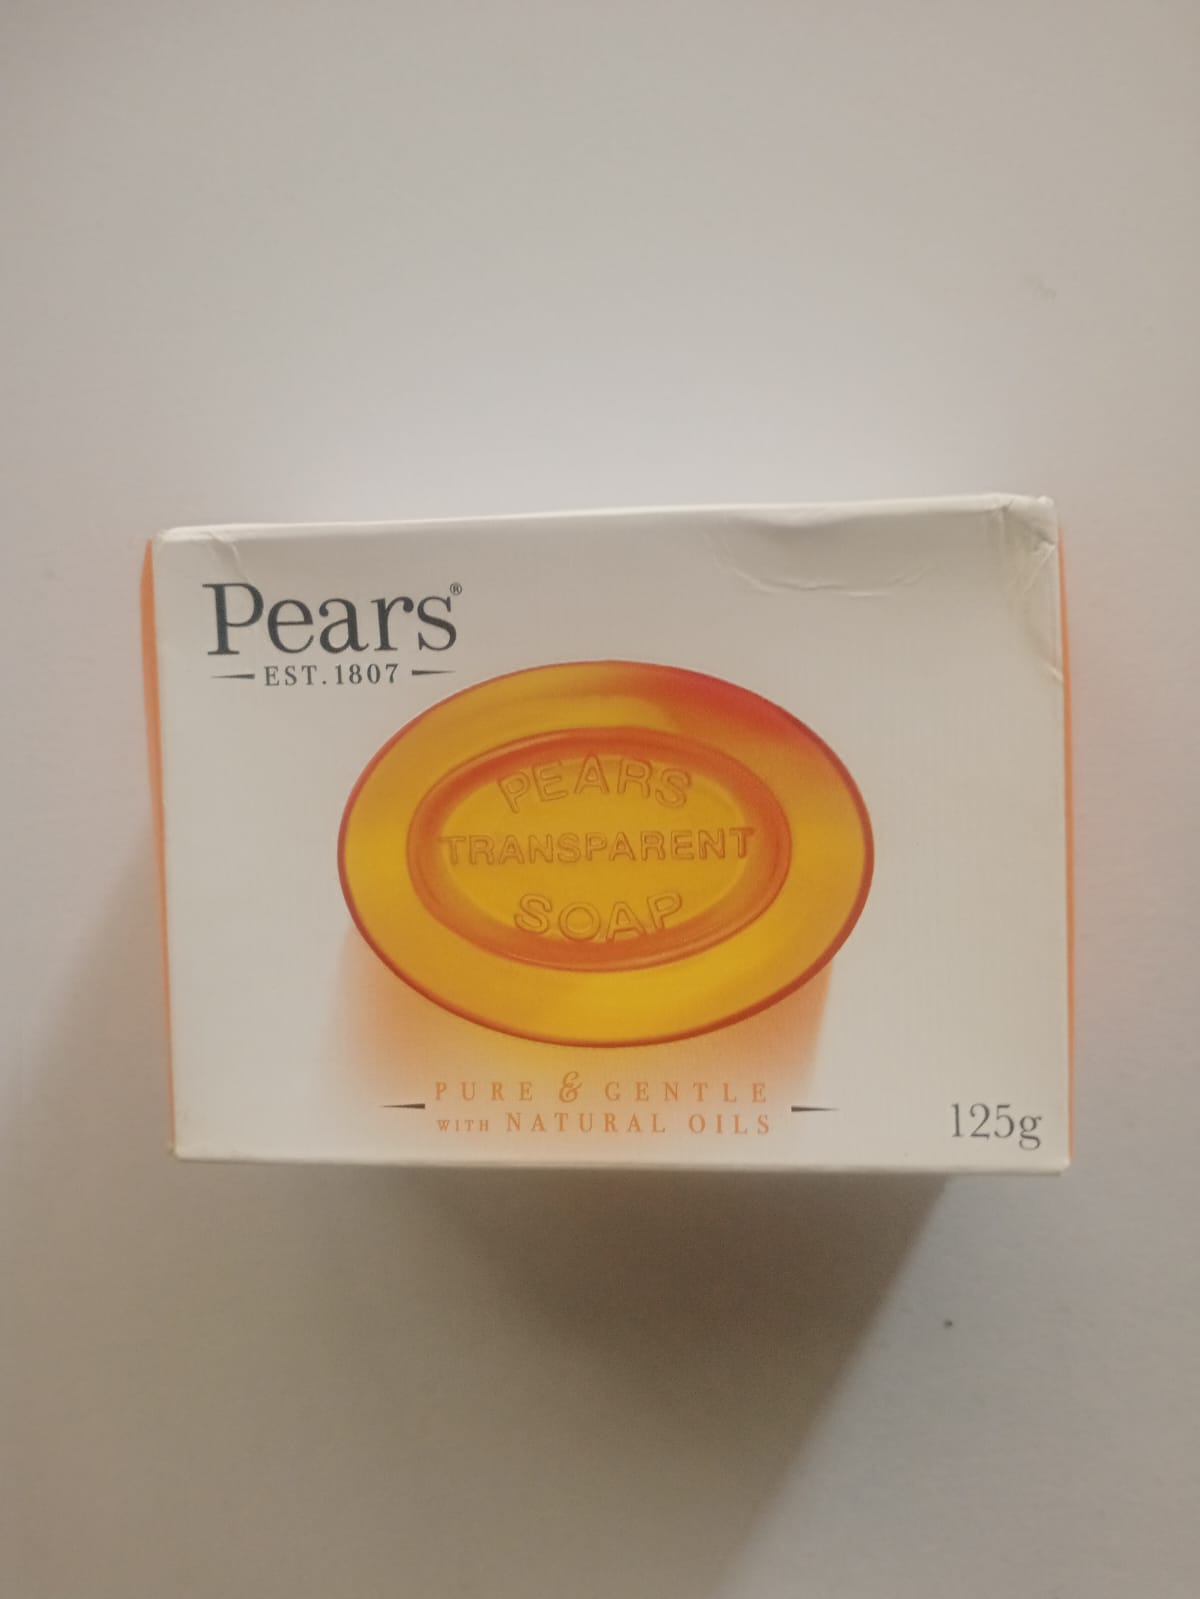 Pears®
EST.1807
PEARS
TRANSPARENT
SOAP
PURE & GENTLE
WITH NATURAL OILS
125g